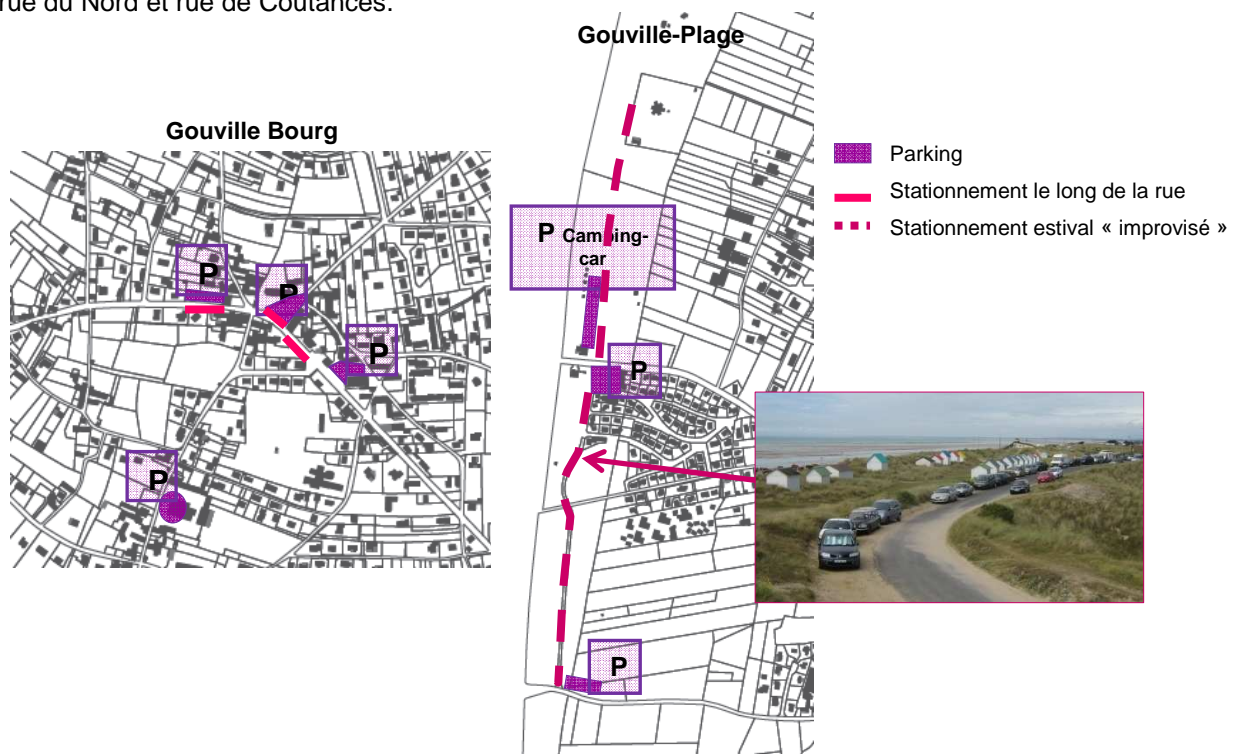 rue du Nord et rue de Coutances.
Gouville-Plage
Gouville Bourg
Parking
Stationnement le long de la rue
Stationnement estival « improvisé »
P Camping-
car
P
P
P
P
P
P